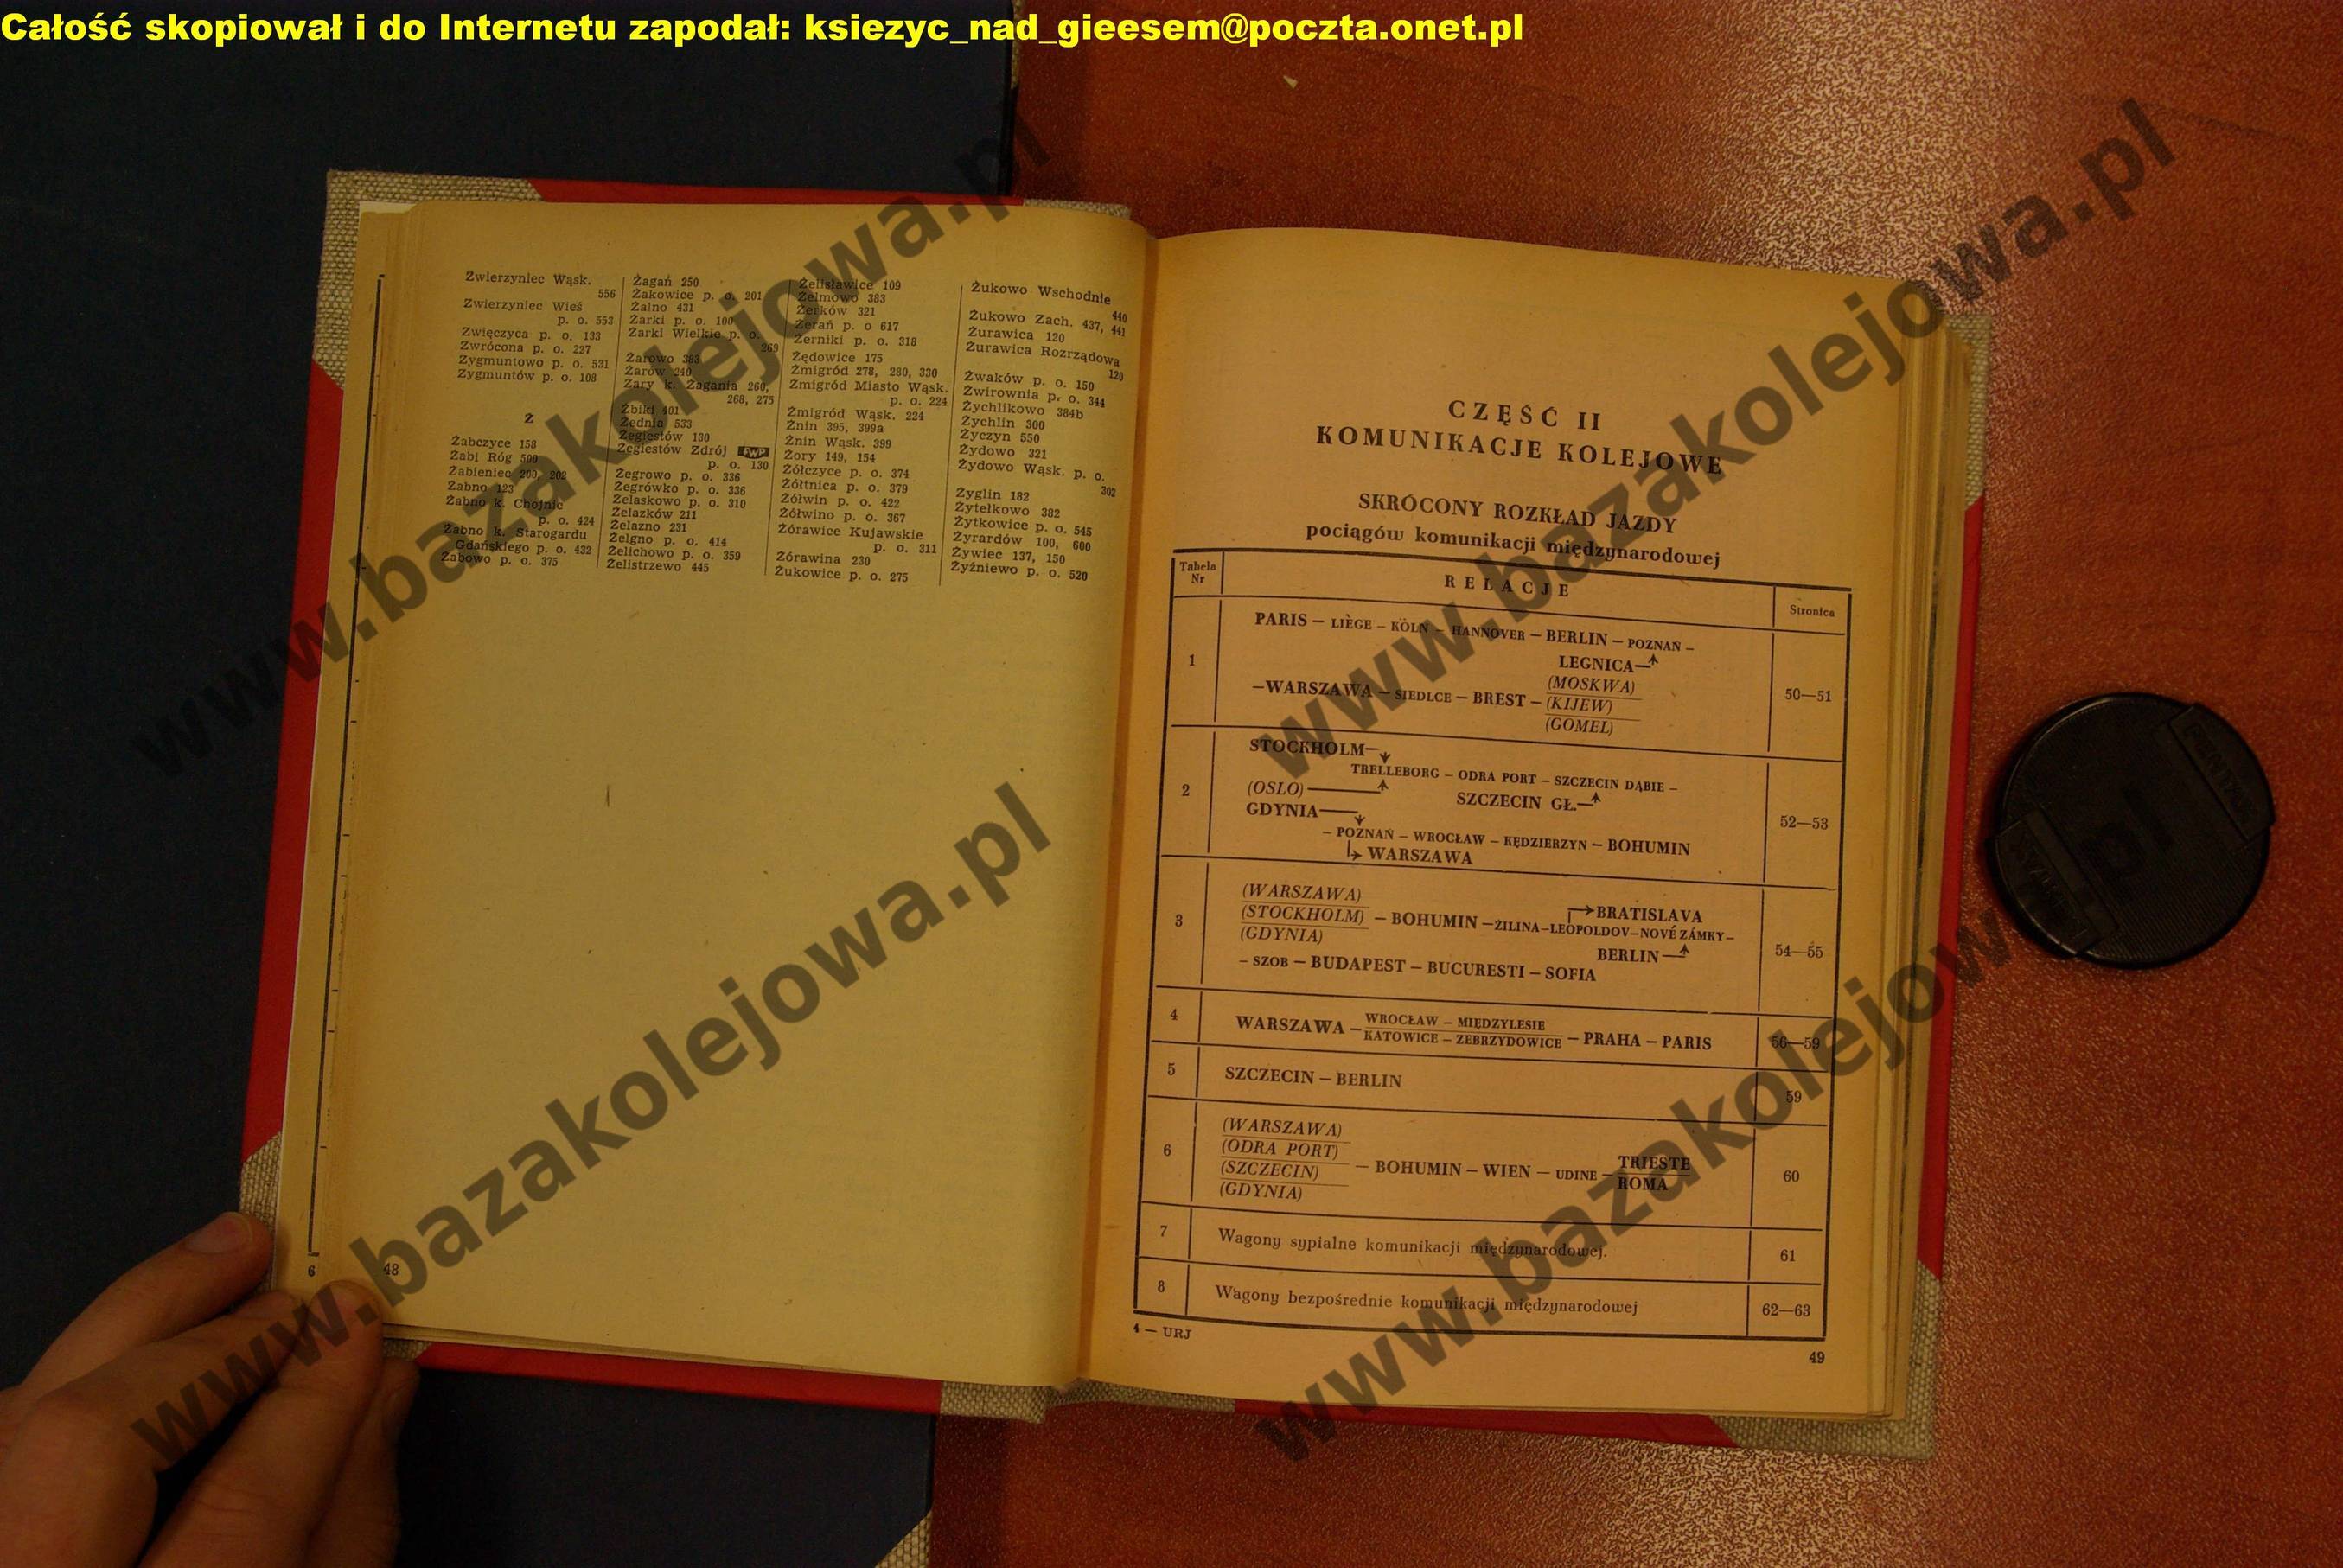 Całość skopiował i do Internetu zapodał: ksiezyc_nad_gieesem@poczta.onet.pl
Zwierzyniec Wąsk.
556
Zwierzyniec Wieś
p. o. 553
Zwięczyca p. o. 133
Zwrócona p. o. 227
Zygmuntowo p. o. 531
Zygmuntów p. o. 108
Ż
Żabczyce 158
Żabi Róg 500
Żabieniec 200, 202
Żabno 123
Żabno k. Chojnic
p. o. 424
Żabno k. Starogardu
Gdańskiego p. o. 432
Żabowo p. o. 375
Żagań 250
Żakowice p. o. 201
Żalno 431
Żarki p. o. 100
Żarki Wielkie p. o.
269
Żarowo 383
Żarów 240
Żary k. Żagania 260,
268, 275
Żbiki 401
Żednia 533
Żegiestów 130
Żegiestów Zdrój FWP
p. o. 130
Żegrowo p. o. 336
Żegrówko p. o. 336
Żelaskowo p. o. 310
Żelazków 211
Żelazno 231
Żelgno p. o. 414
Żelichowo p. o. 359
Żelistrzewo 445
Żelisławice 109
Żelmowo 383
Żerków 321
Żerań p. o 617
Żerniki p. o. 318
Żędowice 175
Żmigród 278, 280, 330
Żmigród Miasto Wąsk.
p. o. 224
Żmigród Wąsk. 224
Żnin 395, 399a
Żnin Wąsk. 399
Żory 149, 154
Żółczyce p. o. 374
Żółtnica p. o. 379
Żółwin p. o. 422
Żółwino p. o. 367
Żórawice Kujawskie
p. o. 311
Żórawina 230
Żukowice p. o. 275
Żukowo Wschodnie
440
Żukowo Zach. 437, 441
Żurawica 120
Żurawica Rozrządowa
120
Żwaków p. o. 150
Żwirownia p. o. 344
Żychlikowo 384b
Żychlin 300
Życzyn 550
Żydowo 321
Żydowo Wąsk. p. o.
302
Żyglin 182
Żytelkowo 382
Żytkowice p. o. 545
Żyrardów 100, 600
Żywiec 137, 150
Żyźniewo p. o. 520
6
48
CZĘŚĆ II
KOMUNIKACJE KOLEJOWE
SKRÓCONY ROZKŁAD JAZDY
pociągów komunikacji międzynarodowej
Tabela Nr
RELACJE
Stronica
1
PARIS – LIÈGE – KÖLN – HANNOVER – BERLIN – POZNAŃ –
LEGNICA
–WARSZAWA – SIEDLCE – BREST – (MOSKWA)
(KIJEW)
(GOMEL)
50—51
2
STOCKHOLM
TRELLEBORG – ODRA PORT – SZCZECIN DĄBIE –
(OSLO)
SZCZECIN GŁ.
GDYNIA
– POZNAŃ – WROCŁAW – KĘDZIERZYN – BOHUMIN
WARSZAWA
52—53
3
(WARSZAWA)
(STOCKHOLM) – BOHUMIN – ŽILINA–LEOPOLDOV–NOVÉ ZÁMKY–
BRATISLAVA
(GDYNIA)
BERLIN
– SZOB – BUDAPEST – BUCURESTI – SOFIA
54—55
4
WARSZAWA – WROCŁAW – MIĘDZYLESIE
KATOWICE – ZEBRZYDOWICE – PRAHA – PARIS
56—59
5
SZCZECIN – BERLIN
59
6
(WARSZAWA)
(ODRA PORT)
(SZCZECIN)
(GDYNIA)
– BOHUMIN – WIEN – UDINE – TRIESTE
ROMA
60
7
Wagony sypialne komunikacji międzynarodowej.
61
8
Wagony bezpośrednie komunikacji międzynarodowej
62—63
4 — URJ
49
www.bazakolejowa.pl
www.bazakolejowa.pl
www.bazakolejowa.pl
www.bazakolejowa.pl